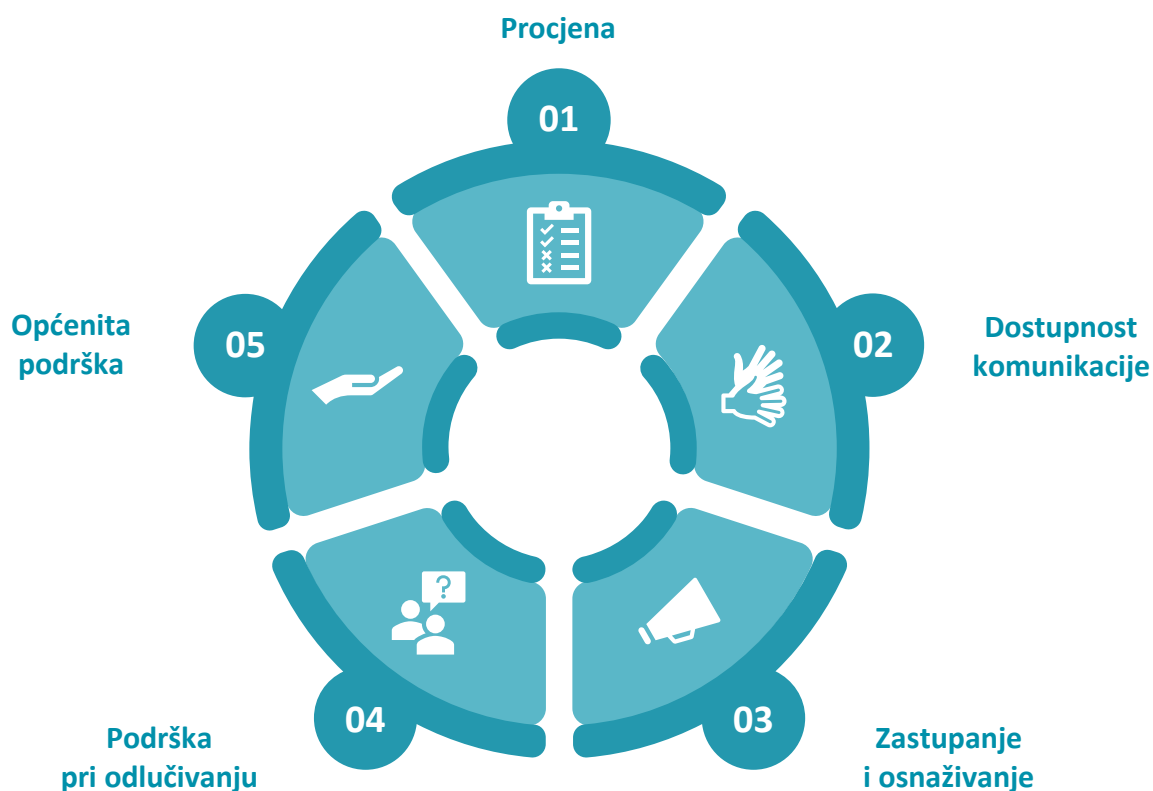 Procjena
01
02
Dostupnost
komunikacije
03
Zastupanje
i osnaživanje
04
Podrška
pri odlučivanju
05
Općenita
podrška
?